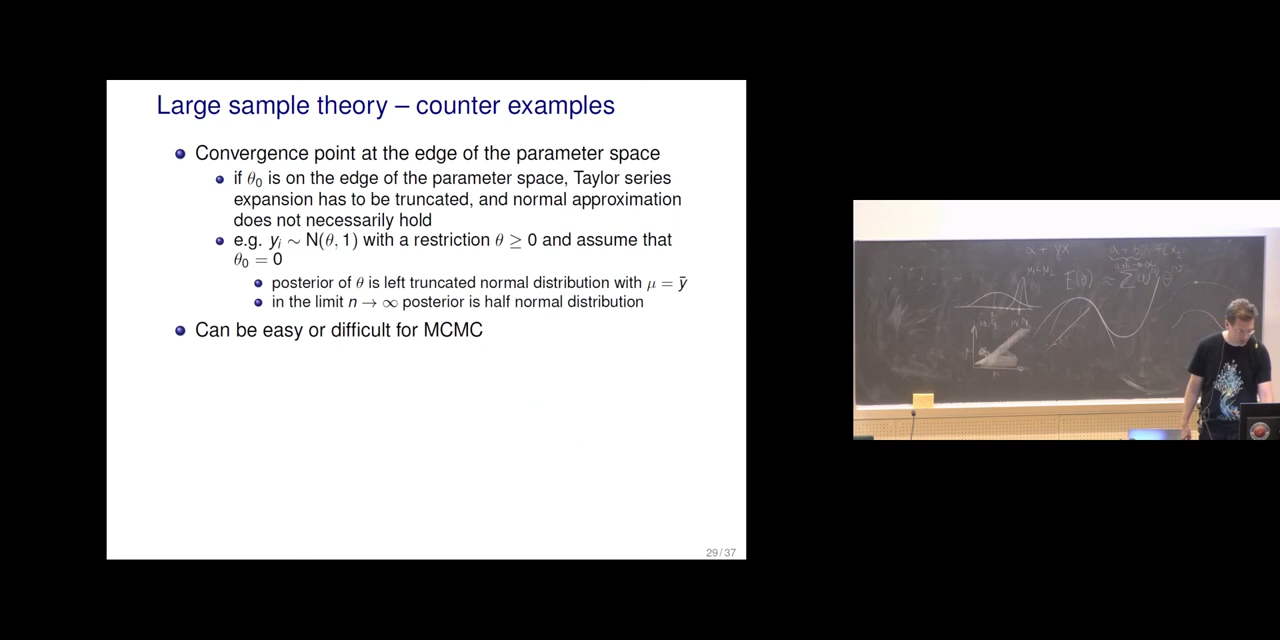 Large sample theory – counter examples
Convergence point at the edge of the parameter space
if θ₀ is on the edge of the parameter space, Taylor series
expansion has to be truncated, and normal approximation
does not necessarily hold
e.g. yᵢ ∼ N(θ, 1) with a restriction θ ≥ 0 and assume that
θ₀ = 0
posterior of θ is left truncated normal distribution with μ = ȳ
in the limit n → ∞ posterior is half normal distribution
Can be easy or difficult for MCMC
29 / 37